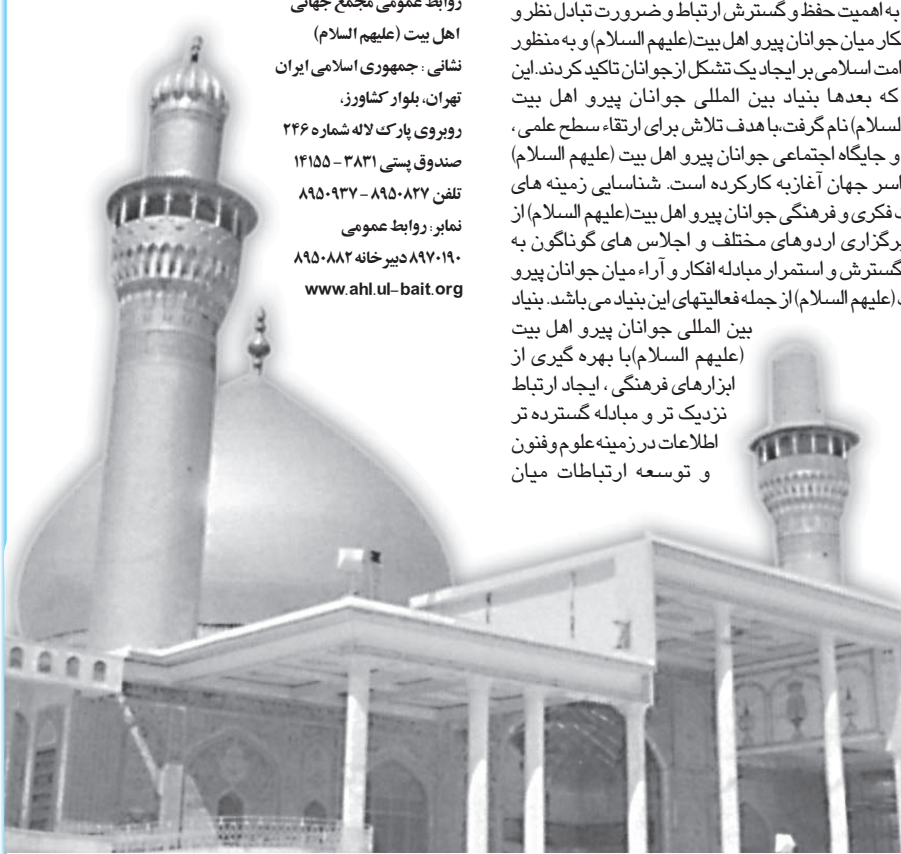 به اهمیت حفظ و گسترش ارتباط و ضرورت تبادل نظر و
کار میان جوانان پیرو اهل بیت(علیهم السلام) و به منظور
امت اسلامی بر ایجاد یک تشکل ازجوانان تاکید کردند.این
که بعدها بنیاد بین المللی جوانان پیرو اهل بیت
السلام) نام گرفت،با هدف تلاش برای ارتقاء سطح علمی ،
و جایگاه اجتماعی جوانان پیرو اهل بیت (علیهم السلام)
اسر جهان آغازبه کارکرده است. شناسایی زمینه های
فکری و فرهنگی جوانان پیرو اهل بیت(علیهم السلام) از
برگزاری اردوهای مختلف و اجلاس های گوناگون به
گسترش و استمرار مبادله افکار و آراء میان جوانان پیرو
(علیهم السلام) از جمله فعالیتهای این بنیاد می باشد. بنیاد
بین المللی جوانان پیرو اهل بیت
(علیهم السلام)با بهره گیری از
ابزارهای فرهنگی ، ایجاد ارتباط
نزدیک تر و مبادله گسترده تر
اطلاعات در زمینه علوم وفنون
و توسعه ارتباطات میان
روابط عمومی مجمع جهانی
اهل بیت (علیهم السلام)
نشانی : جمهوری اسلامی ایران
تهران، بلوار کشاورز،
روبروی پارک لاله شماره ۲۴۶
صندوق پستی ۳۸۳۱ - ۱۴۱۵۵
تلفن ۸۹۵۰۸۲۷ - ۸۹۵۰۹۳۷
نمابر: روابط عمومی
۸۹۷۰۱۹۰ دبیر خانه ۸۹۵۰۸۸۲
www.ahl.ul-bait.org